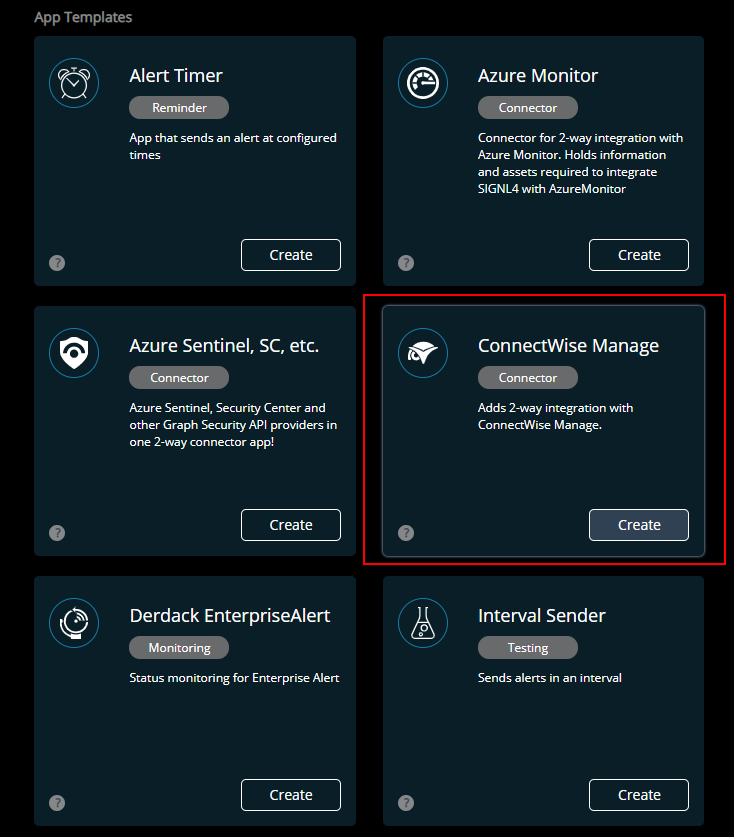 App Templates
Alert Timer
Reminder
App that sends an alert at configured
times
?
Create
Azure Monitor
Connector
Connector for 2-way integration with
Azure Monitor. Holds information
and assets required to integrate
SIGNL4 with AzureMonitor
?
Create
Azure Sentinel, SC, etc.
Connector
Azure Sentinel, Security Center and
other Graph Security API providers in
one 2-way connector app!
?
Create
ConnectWise Manage
Connector
Adds 2-way integration with
ConnectWise Manage.
?
Create
Derdack EnterpriseAlert
Monitoring
Status monitoring for Enterprise Alert
?
Create
Interval Sender
Testing
Sends alerts in an interval
?
Create